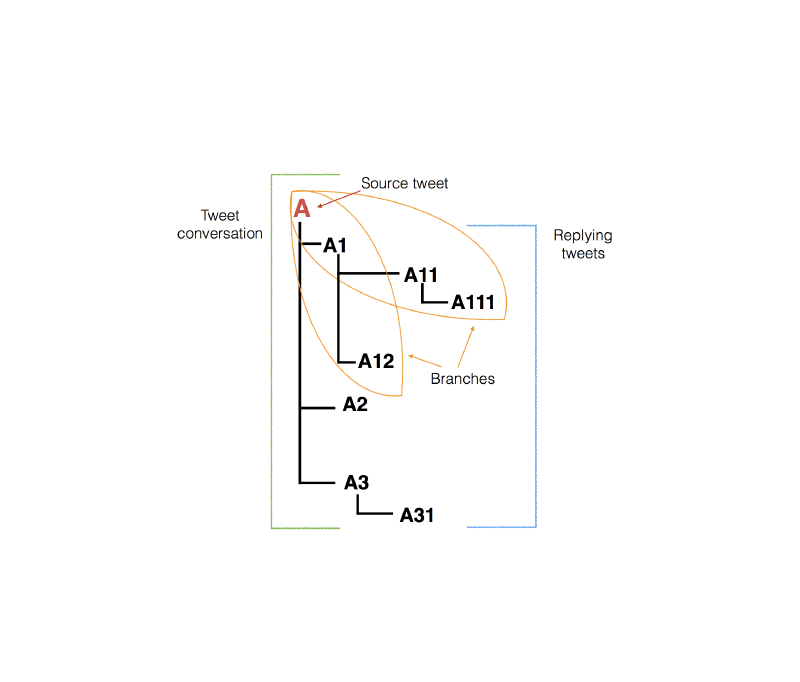 Source tweet
A
Tweet
conversation
A1
Replying
tweets
A11
A111
A12
Branches
A2
A3
A31